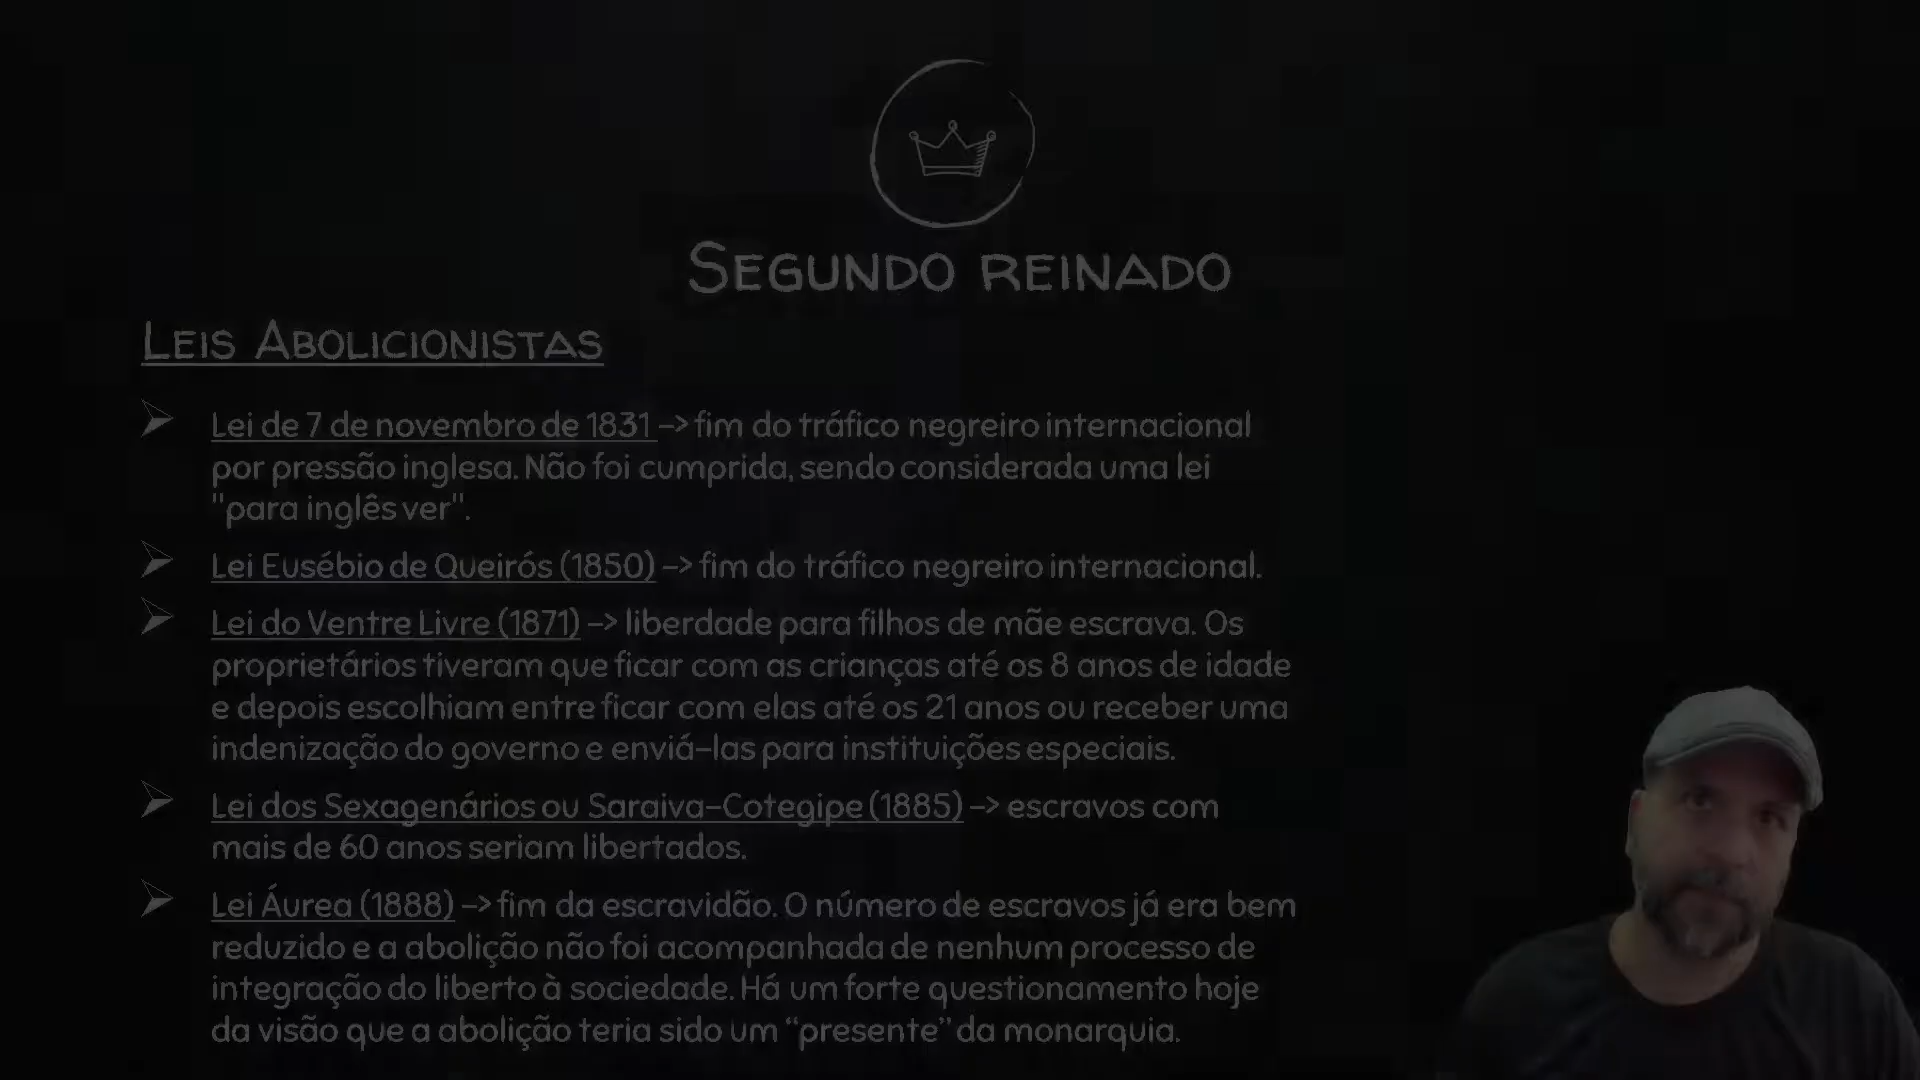 Segundo reinado
Leis Abolicionistas
Lei de 7 de novembro de 1831 -> fim do tráfico negreiro internacional
por pressão inglesa. Não foi cumprida, sendo considerada uma lei
"para inglês ver".
Lei Eusébio de Queirós (1850) -> fim do tráfico negreiro internacional.
Lei do Ventre Livre (1871) -> liberdade para filhos de mãe escrava. Os
proprietários tiveram que ficar com as crianças até os 8 anos de idade
e depois escolhiam entre ficar com elas até os 21 anos ou receber uma
indenização do governo e enviá-las para instituições especiais.
Lei dos Sexagenários ou Saraiva-Cotegipe (1885) -> escravos com
mais de 60 anos seriam libertados.
Lei Áurea (1888) -> fim da escravidão. O número de escravos já era bem
reduzido e a abolição não foi acompanhada de nenhum processo de
integração do liberto à sociedade. Há um forte questionamento hoje
da visão que a abolição teria sido um “presente” da monarquia.